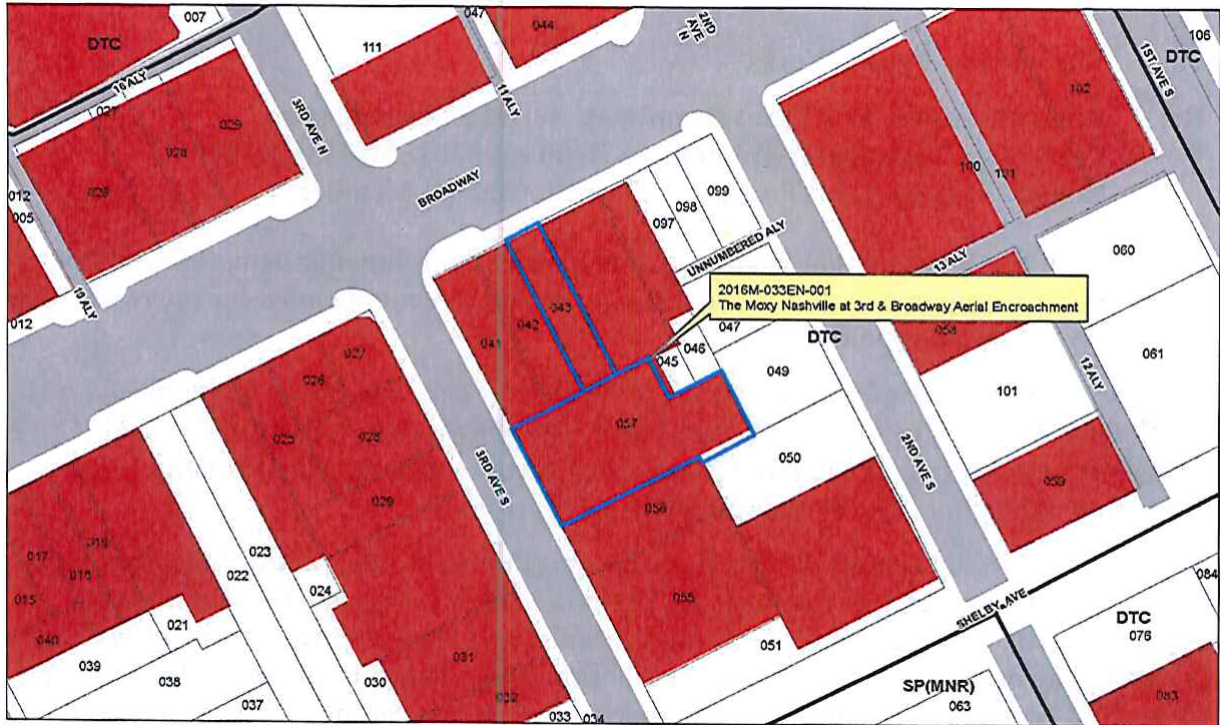 007
047
044
2ND
AVE
N
DTC
111
106
DTC
10 ALY
11 ALY
1ST AVE S
102
3RD AVE N
029
028
012
005
BROADWAY
099
098
097
100
101
UNNUMBERED ALY
060
13 ALY
10 ALY
012
043
042
041
2016M-033EN-001
The Moxy Nashville at 3rd & Broadway Aerial Encroachment
047
046
045
DTC
058
061
027
026
049
101
12 ALY
057
025
028
050
2ND AVE S
029
3RD AVE S
056
059
017
019
018
023
022
024
055
SHELBY AVE
084
015
040
021
DTC
076
039
038
031
051
030
SP(MNR)
037
032
033
034
063
083